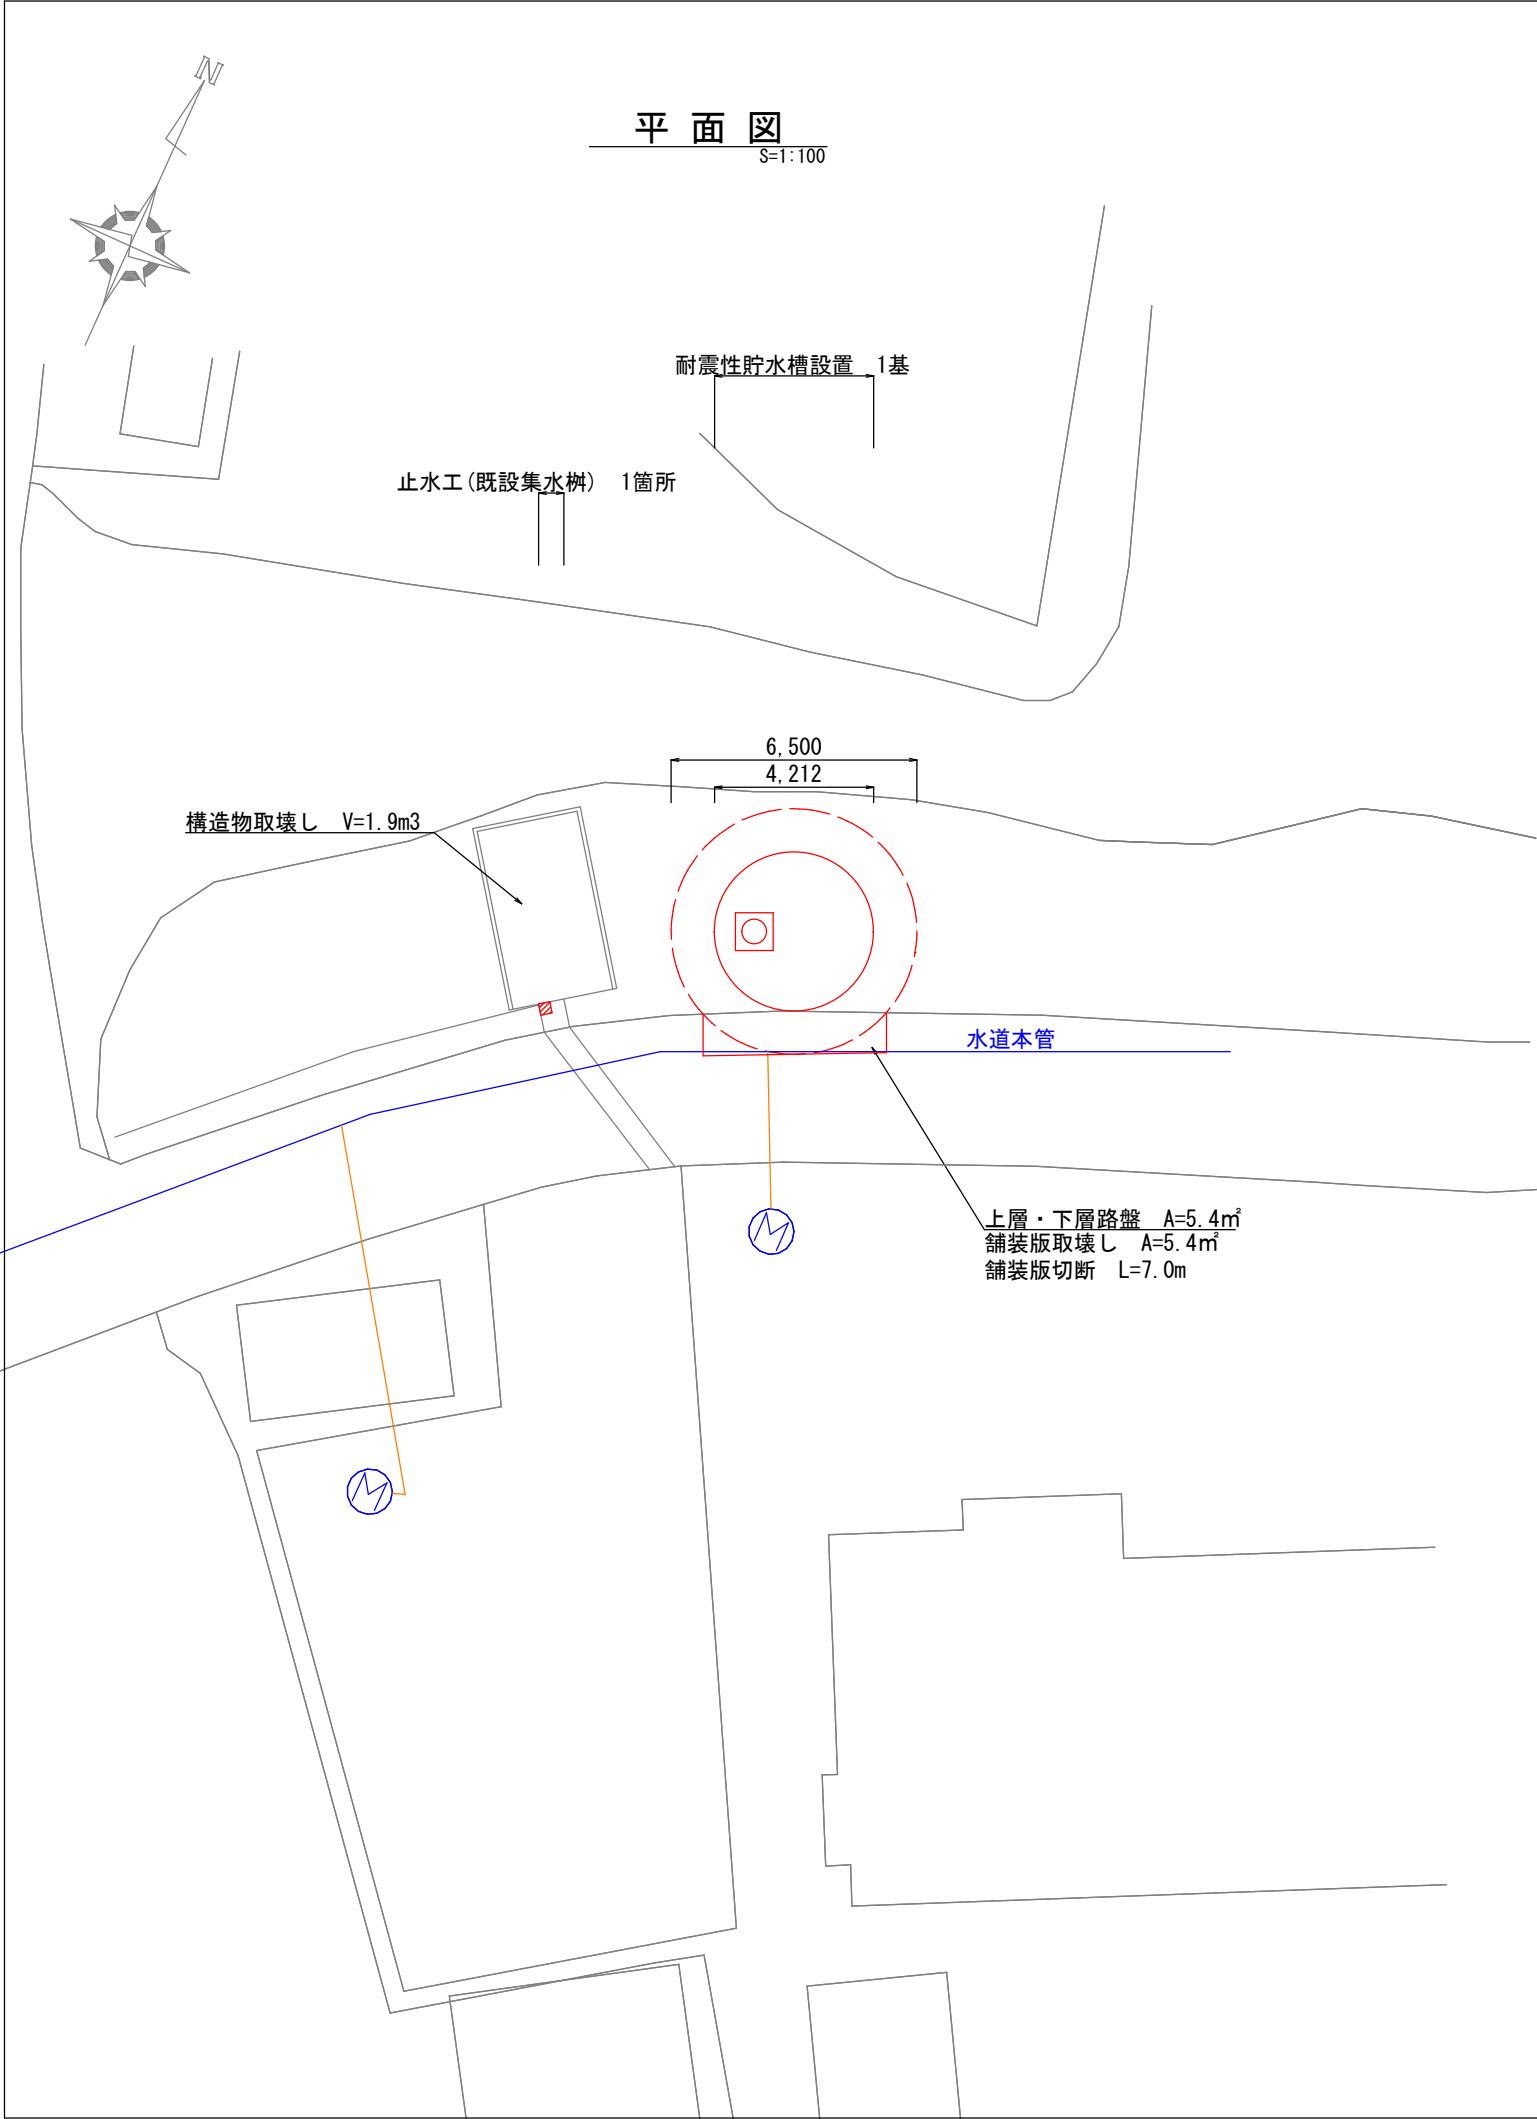 N
平 面 図
S=1:100
耐震性貯水槽設置　1基
止水工(既設集水桝)　1箇所
6,500
4,212
構造物取壊し　V=1.9m3
水道本管
上層・下層路盤　A=5.4㎡
舗装版取壊し　A=5.4㎡
舗装版切断　L=7.0m
M
M